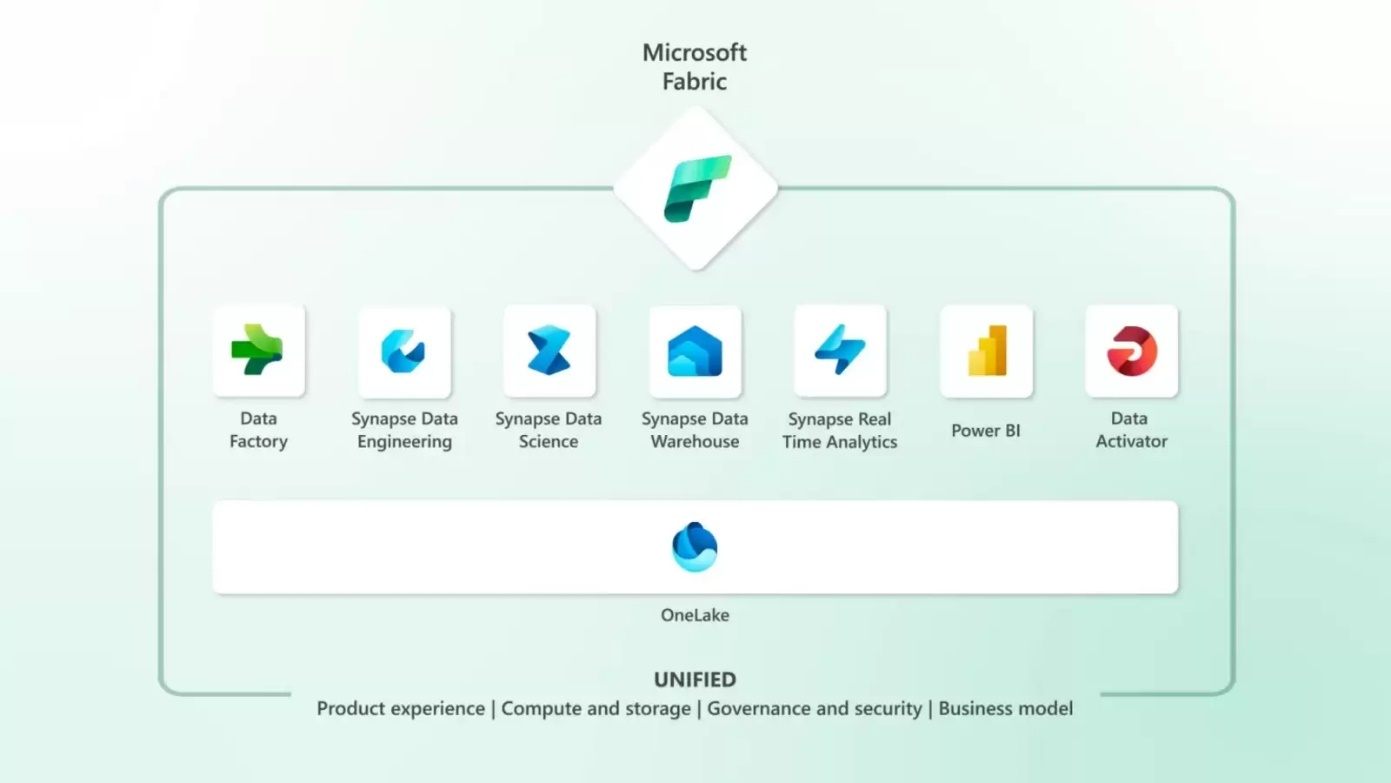 Microsoft
Fabric
Data
Factory
Synapse Data
Engineering
Synapse Data
Science
Synapse Data
Warehouse
Synapse Real
Time Analytics
Power BI
Data
Activator
OneLake
UNIFIED
Product experience | Compute and storage | Governance and security | Business model